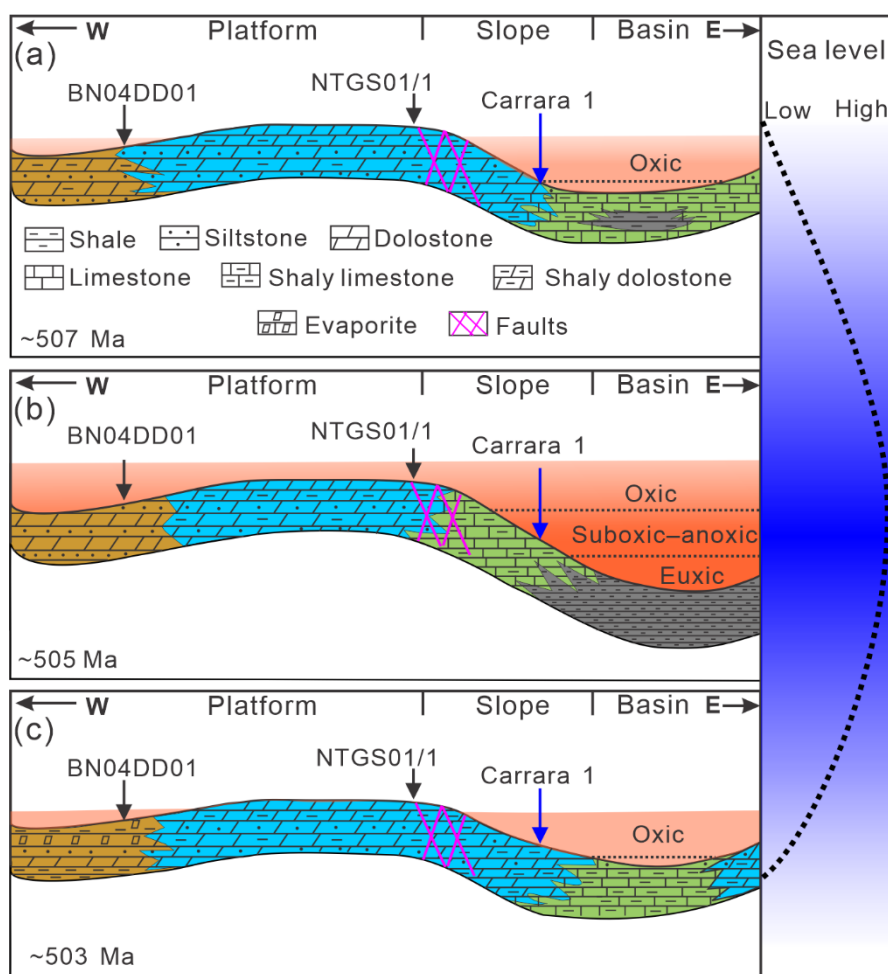 W Platform Slope Basin E
(a)
BN04DD01
NTGS01/1
Carrara 1
Oxic
Shale Siltstone Dolostone
Limestone Shaly limestone Shaly dolostone
Evaporite Faults
~507 Ma
Sea level
Low High
W Platform Slope Basin E
(b)
BN04DD01
NTGS01/1
Carrara 1
Oxic
Suboxic–anoxic
Euxic
~505 Ma
W Platform Slope Basin E
(c)
BN04DD01
NTGS01/1
Carrara 1
Oxic
~503 Ma